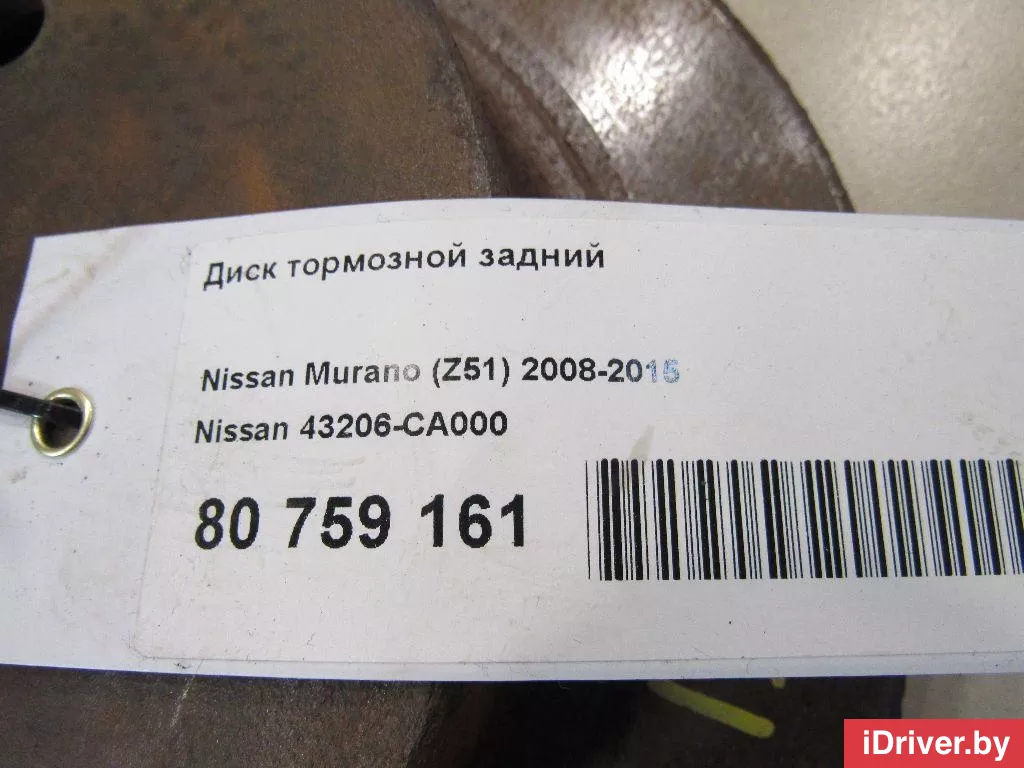 Диск тормозной задний
Nissan Murano (Z51) 2008-2015
Nissan 43206-CA000
80 759 161
iDriver.by